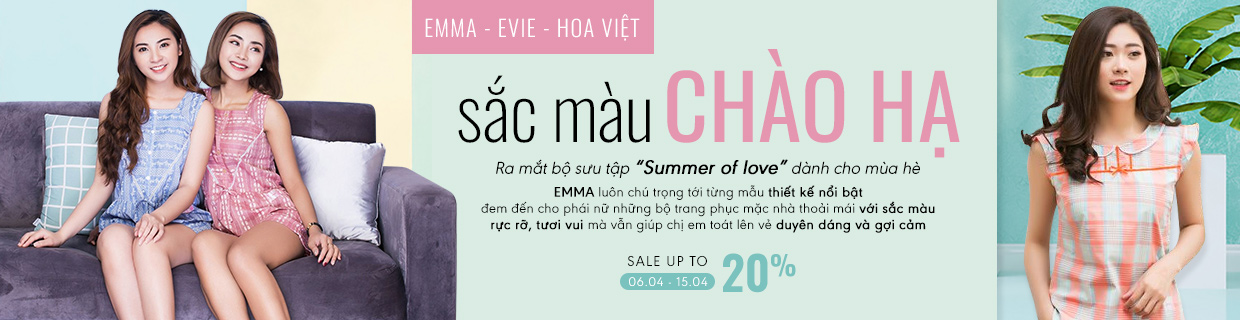 EMMA - EVIE - HOA VIỆT
sắc màu CHÀO HẠ
Ra mắt bộ sưu tập “Summer of love” dành cho mùa hè
EMMA luôn chú trọng tới từng mẫu thiết kế nổi bật
đem đến cho phái nữ những bộ trang phục mặc nhà thoải mái với sắc màu
rực rỡ, tươi vui mà vẫn giúp chị em toát lên vẻ duyên dáng và gợi cảm
SALE UP TO 20%
06.04 - 15.04